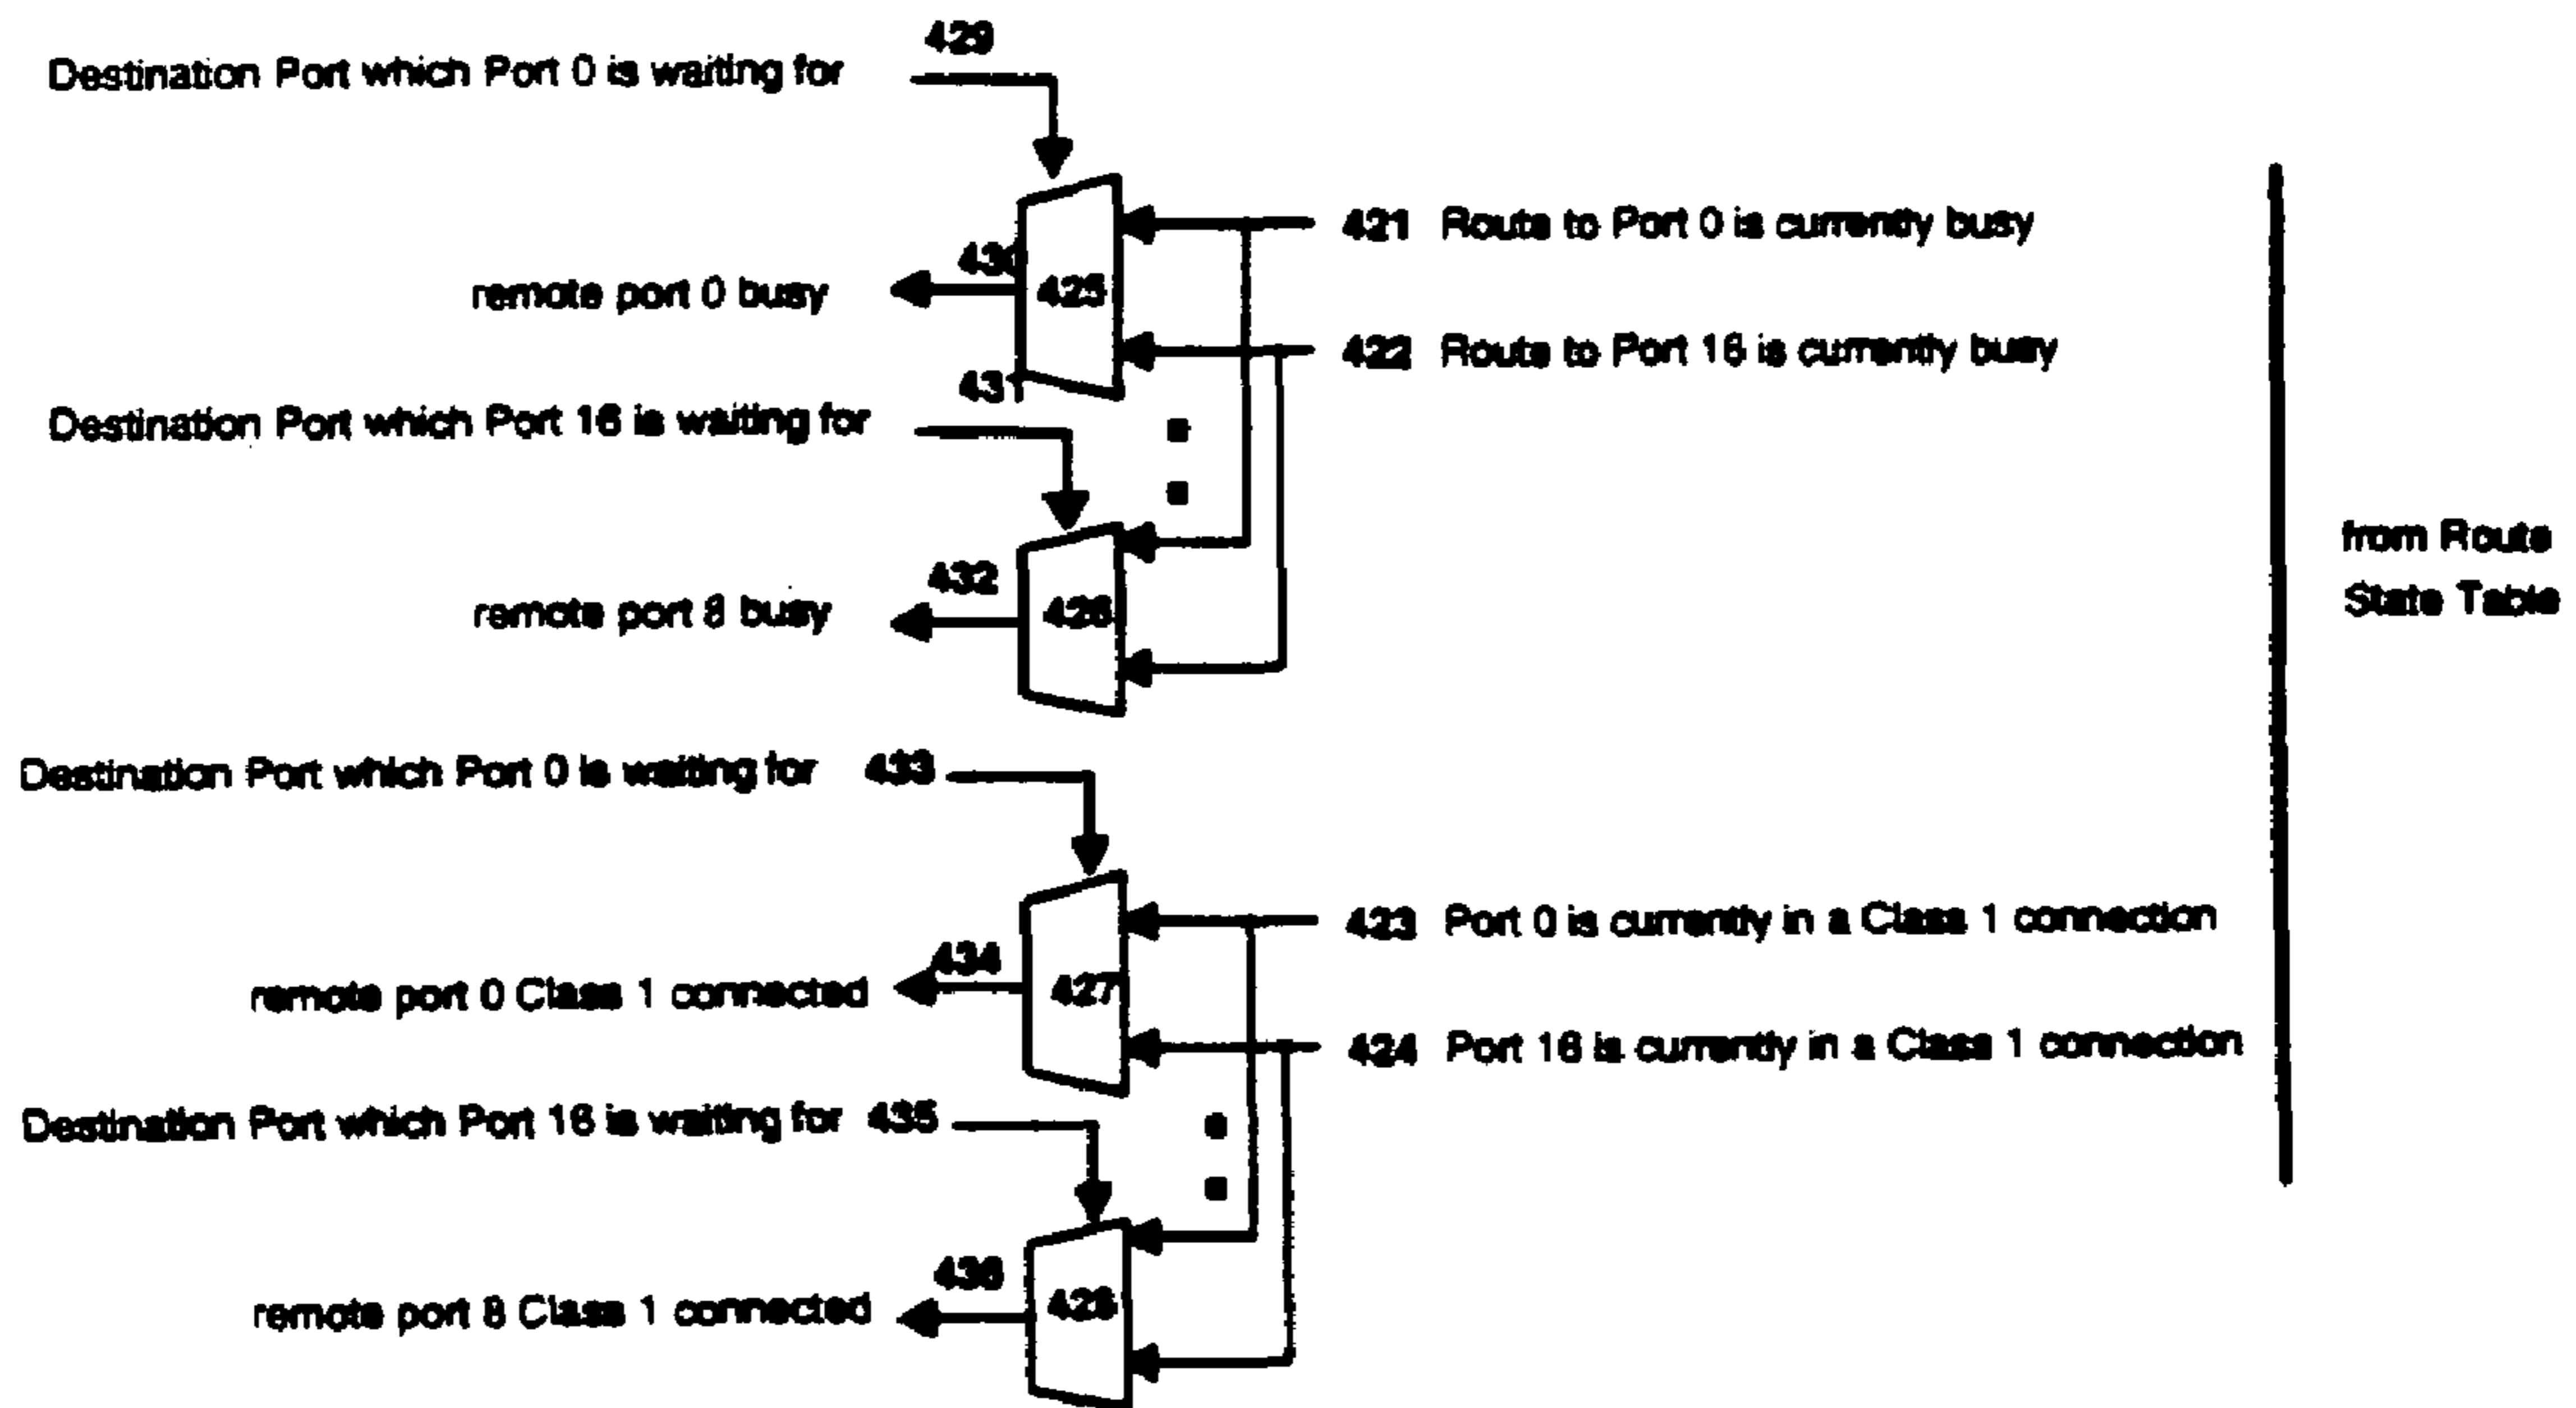 429
Destination Port which Port 0 is waiting for
421 Route to Port 0 is currently busy
430
remote port 0 busy
425
422 Route to Port 16 is currently busy
431
Destination Port which Port 16 is waiting for
from Route
State Table
432
remote port 8 busy
426
Destination Port which Port 0 is waiting for 433
423 Port 0 is currently in a Class 1 connection
434
remote port 0 Class 1 connected
427
424 Port 16 is currently in a Class 1 connection
Destination Port which Port 16 is waiting for 435
436
remote port 8 Class 1 connected
428